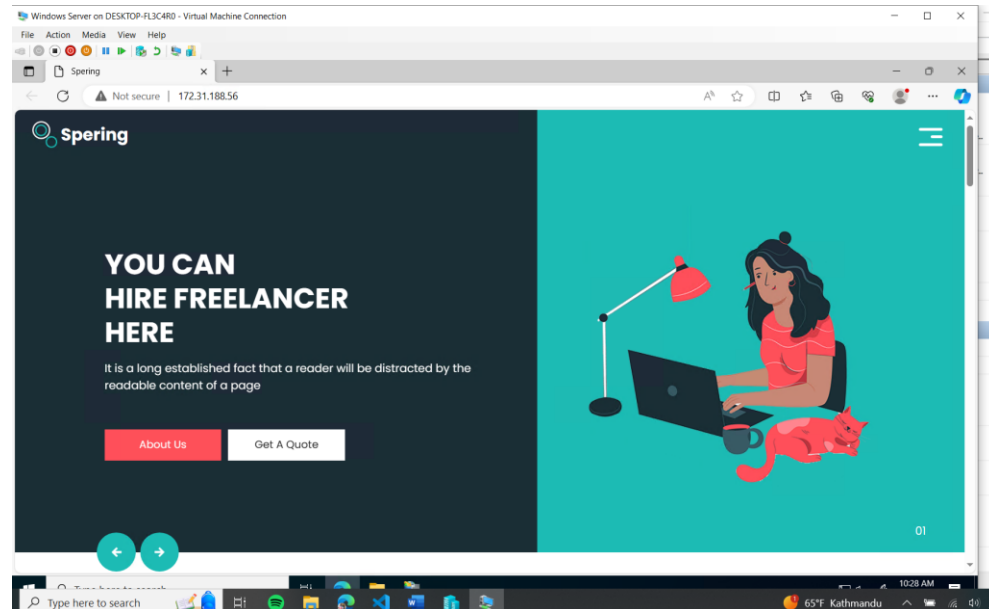 Windows Server on DESKTOP-FL3C4R0 - Virtual Machine Connection
File Action Media View Help
Spering
Not secure | 172.31.188.56
Spering
YOU CAN
HIRE FREELANCER
HERE
It is a long established fact that a reader will be distracted by the
readable content of a page
About Us
Get A Quote
01
10:28 AM
Type here to search
65°F Kathmandu